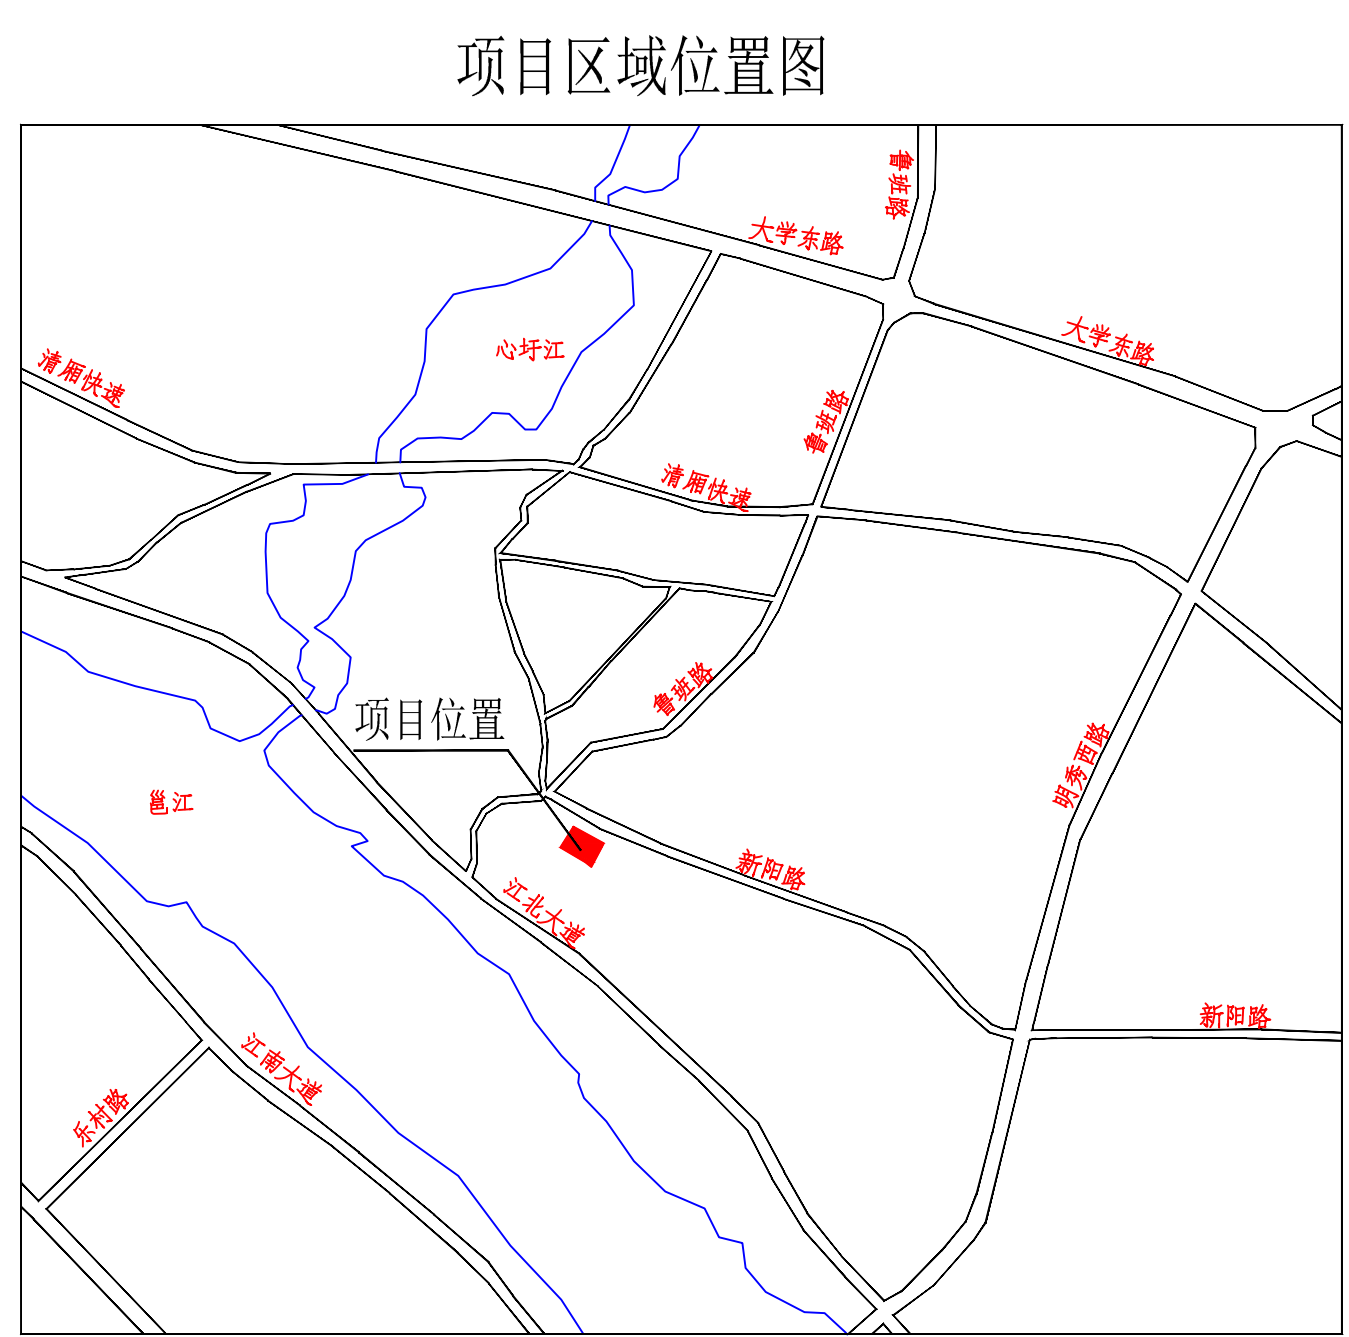 项目区域位置图
鲁班路
大学东路
大学东路
心圩江
清厢快速
鲁班路
清厢快速
鲁班路
项目位置
明秀西路
邕江
新阳路
江北大道
新阳路
江南大道
乐村路